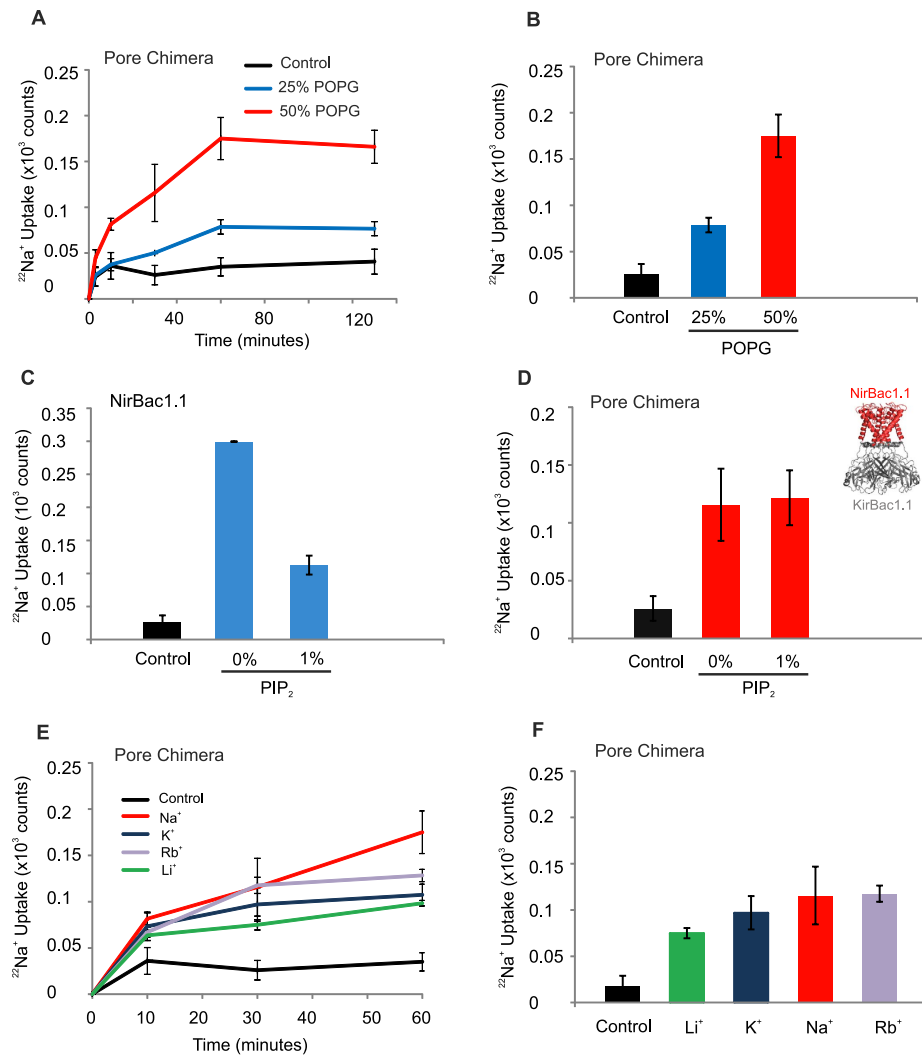 A
Pore Chimera
Control
25% POPG
50% POPG
0.25
0.2
0.15
0.1
0.05
0
²²Na⁺ Uptake (x10³ counts)
0
40
80
120
Time (minutes)
B
Pore Chimera
0.25
0.2
0.15
0.1
0.05
0
²²Na⁺ Uptake (x10³ counts)
Control
25%
50%
POPG
C
NirBac1.1
0.3
0.35
0.3
0.25
0.1
0.05
0
²²Na⁺ Uptake (10³ counts)
Control
0%
1%
PIP₂
D
Pore Chimera
0.2
0.15
0.1
0.05
0
²²Na⁺ Uptake (x10³ counts)
Control
0%
1%
PIP₂
NirBac1.1
KirBac1.1
E
Pore Chimera
Control
Na⁺
K⁺
Rb⁺
Li⁺
0.25
0.2
0.15
0.1
0.05
0
²²Na⁺ Uptake (x10³ counts)
0
10
20
30
40
50
60
Time (minutes)
F
Pore Chimera
0.25
0.2
0.15
0.1
0.05
0
²²Na⁺ Uptake (x10³ counts)
Control
Li⁺
K⁺
Na⁺
Rb⁺